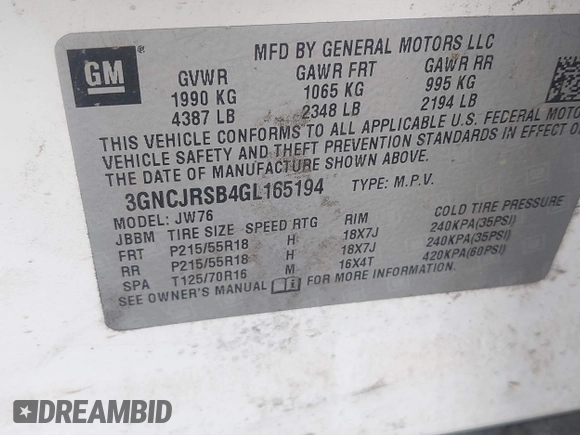 GM
MFD BY GENERAL MOTORS LLC
GVWR GAWR FRT GAWR RR
1990 KG 1065 KG 995 KG
4387 LB 2348 LB 2194 LB
THIS VEHICLE CONFORMS TO ALL APPLICABLE U.S. FEDERAL MOTO
VEHICLE SAFETY AND THEFT PREVENTION STANDARDS IN EFFECT O
THE DATE OF MANUFACTURE SHOWN ABOVE.
3GNCJRSB4GL165194 TYPE: M.P.V.
MODEL: JW76
JBBM TIRE SIZE SPEED RTG RIM COLD TIRE PRESSURE
FRT P215/55R18 H 18X7J 240KPA(35PSI)
RR P215/55R18 H 18X7J 240KPA(35PSI)
SPA T125/70R16 M 16X4T 420KPA(60PSI)
SEE OWNER'S MANUAL i FOR MORE INFORMATION
DREAMBID